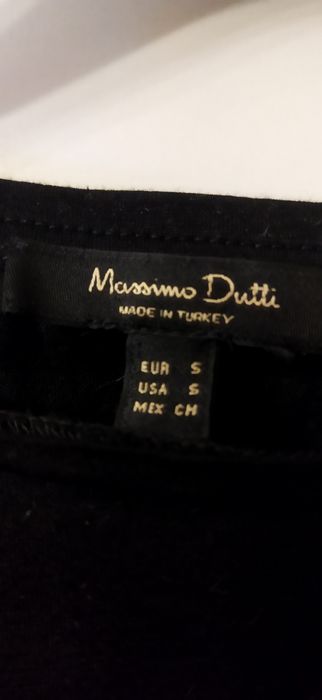 Massimo Dutti
MADE IN TURKEY
EUR S
USA S
MEX CH